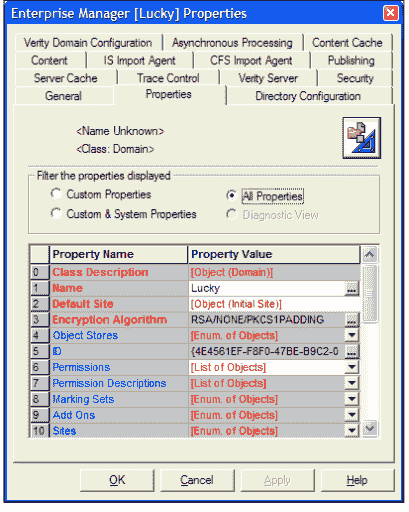 Enterprise Manager [Lucky] Properties
Verity Domain Configuration Asynchronous Processing Content Cache
Content IS Import Agent CFS Import Agent Publishing
Server Cache Trace Control Verity Server Security
General Properties Directory Configuration
<Name Unknown>
<Class: Domain>
Filter the properties displayed
Custom Properties All Properties
Custom & System Properties Diagnostic View
Property Name Property Value
0 Class Description [Object (Domain)]
1 Name Lucky ...
2 Default Site [Object (Initial Site)]
3 Encryption Algorithm RSA/NONE/PKCS1PADDING ...
4 Object Stores [Enum. of Objects]
5 ID {4E4561EF-F8F0-47BE-B9C2-0 ...
6 Permissions [List of Objects]
7 Permission Descriptions [List of Objects]
8 Marking Sets [Enum. of Objects]
9 Add Ons [Enum. of Objects]
10 Sites [Enum. of Objects]
OK Cancel Apply Help